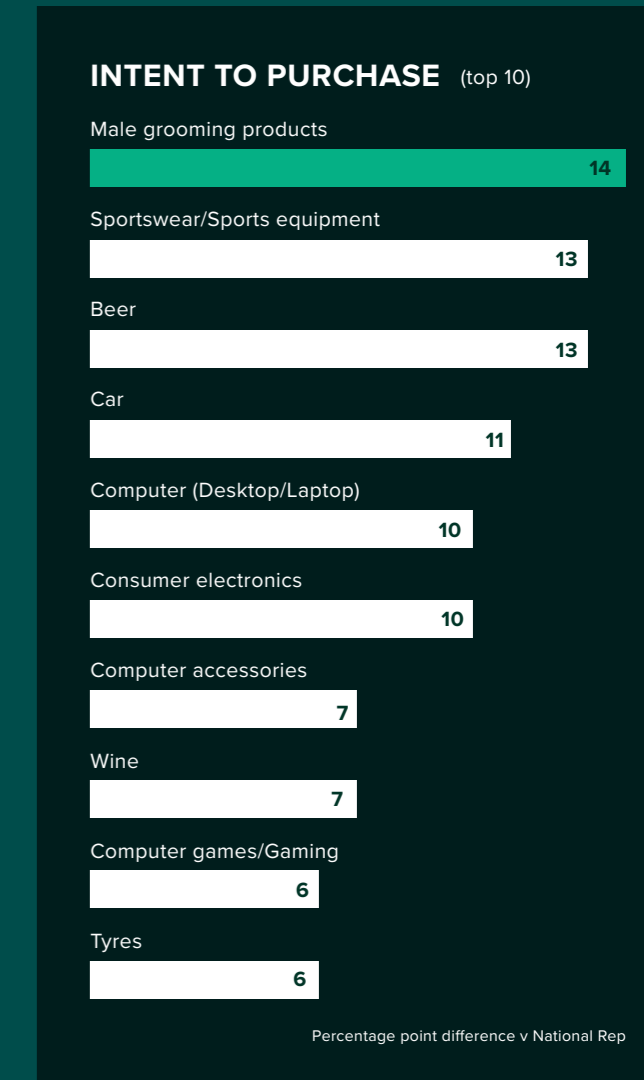 INTENT TO PURCHASE (top 10)
Male grooming products
14
Sportswear/Sports equipment
13
Beer
13
Car
11
Computer (Desktop/Laptop)
10
Consumer electronics
10
Computer accessories
7
Wine
7
Computer games/Gaming
6
Tyres
6
Percentage point difference v National Rep